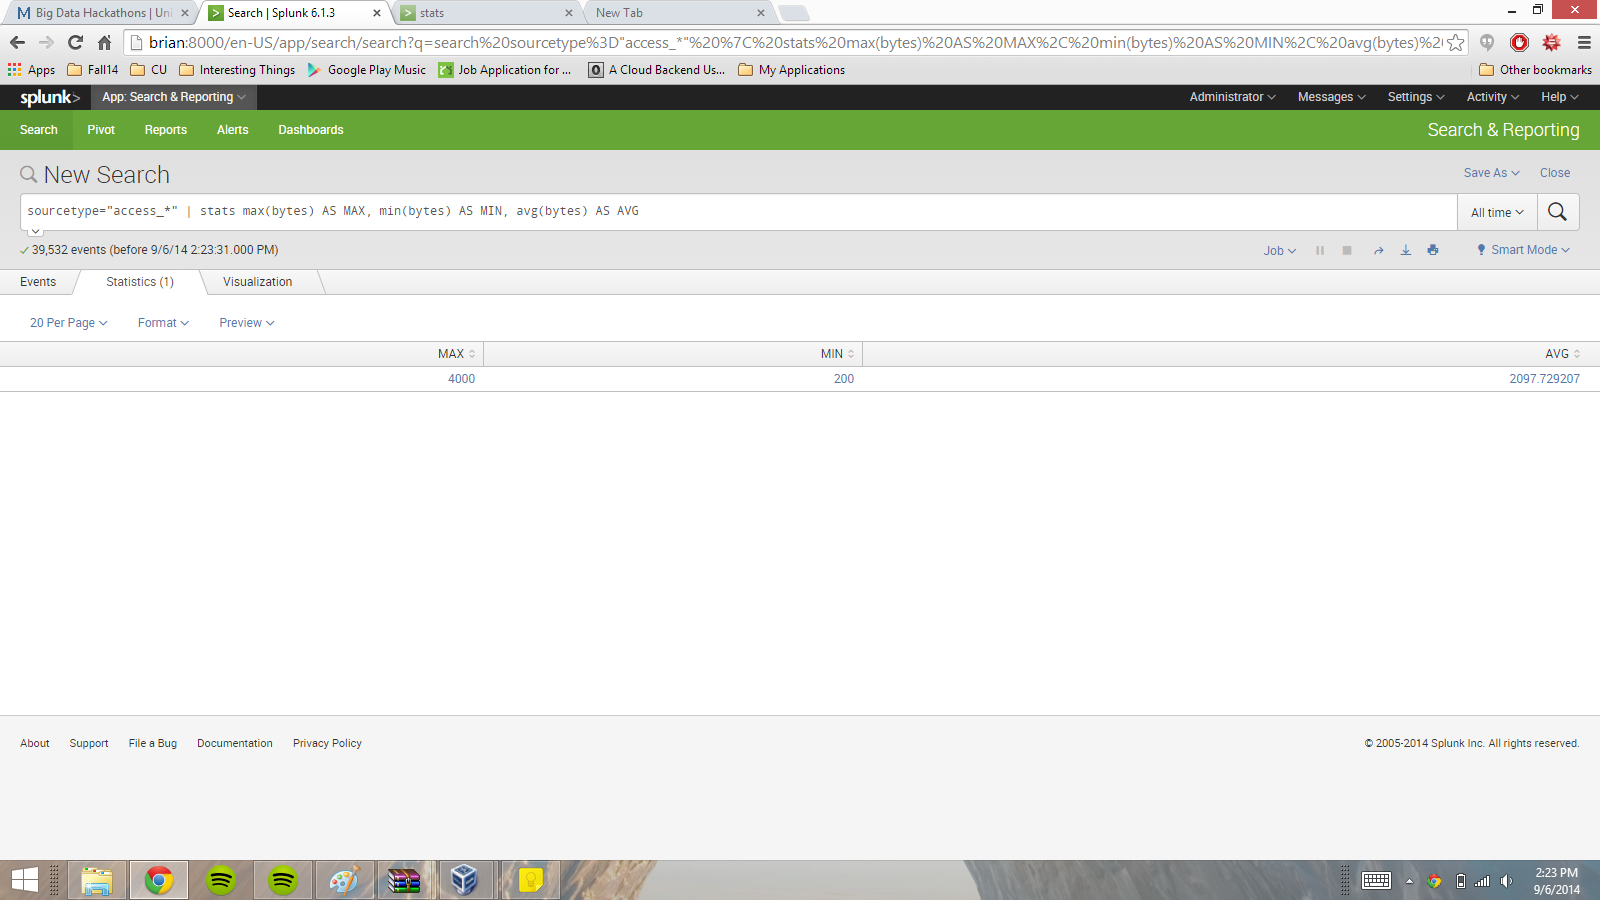 Big Data Hackathons | Uni
Search | Splunk 6.1.3
stats
New Tab
brian:8000/en-US/app/search/search?q=search%20sourcetype%3D"access_*"%20%7C%20stats%20max(bytes)%20AS%20MAX%2C%20min(bytes)%20AS%20MIN%2C%20avg(bytes)%2
Apps Fall14 CU Interesting Things Google Play Music Job Application for ... A Cloud Backend Us... My Applications Other bookmarks
splunk> App: Search & Reporting Administrator Messages Settings Activity Help
Search Pivot Reports Alerts Dashboards Search & Reporting
New Search Save As Close
sourcetype="access_*" | stats max(bytes) AS MAX, min(bytes) AS MIN, avg(bytes) AS AVG All time
39,532 events (before 9/6/14 2:23:31.000 PM) Job Smart Mode
Events Statistics (1) Visualization
20 Per Page Format Preview
MAX MIN AVG
4000 200 2097.729207
About Support File a Bug Documentation Privacy Policy © 2005-2014 Splunk Inc. All rights reserved.
2:23 PM
9/6/2014